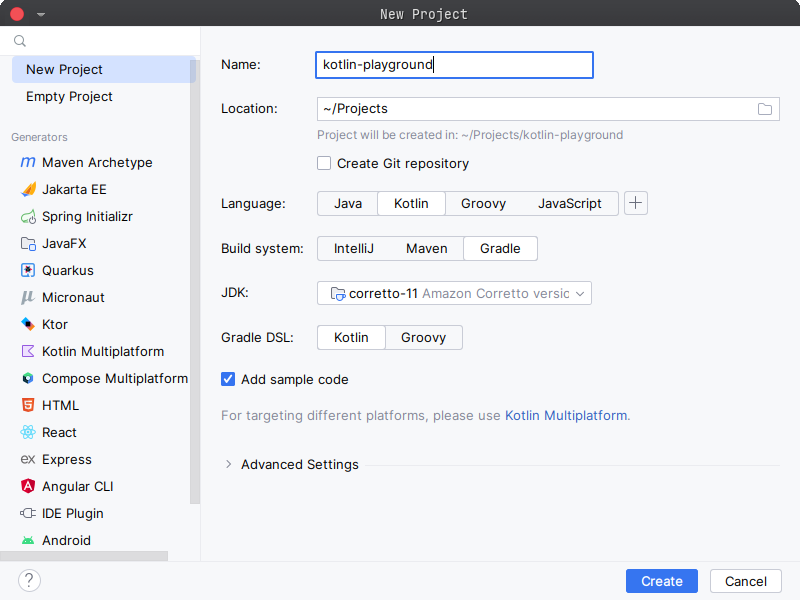 New Project
New Project
Empty Project
Generators
Maven Archetype
Jakarta EE
Spring Initializr
JavaFX
Quarkus
Micronaut
Ktor
Kotlin Multiplatform
Compose Multiplatform
HTML
React
Express
Angular CLI
IDE Plugin
Android
Name: kotlin-playground
Location: ~/Projects
Project will be created in: ~/Projects/kotlin-playground
Create Git repository
Language: Java Kotlin Groovy JavaScript
Build system: IntelliJ Maven Gradle
JDK: corretto-11 Amazon Corretto versic
Gradle DSL: Kotlin Groovy
Add sample code
For targeting different platforms, please use Kotlin Multiplatform.
Advanced Settings
? Create Cancel